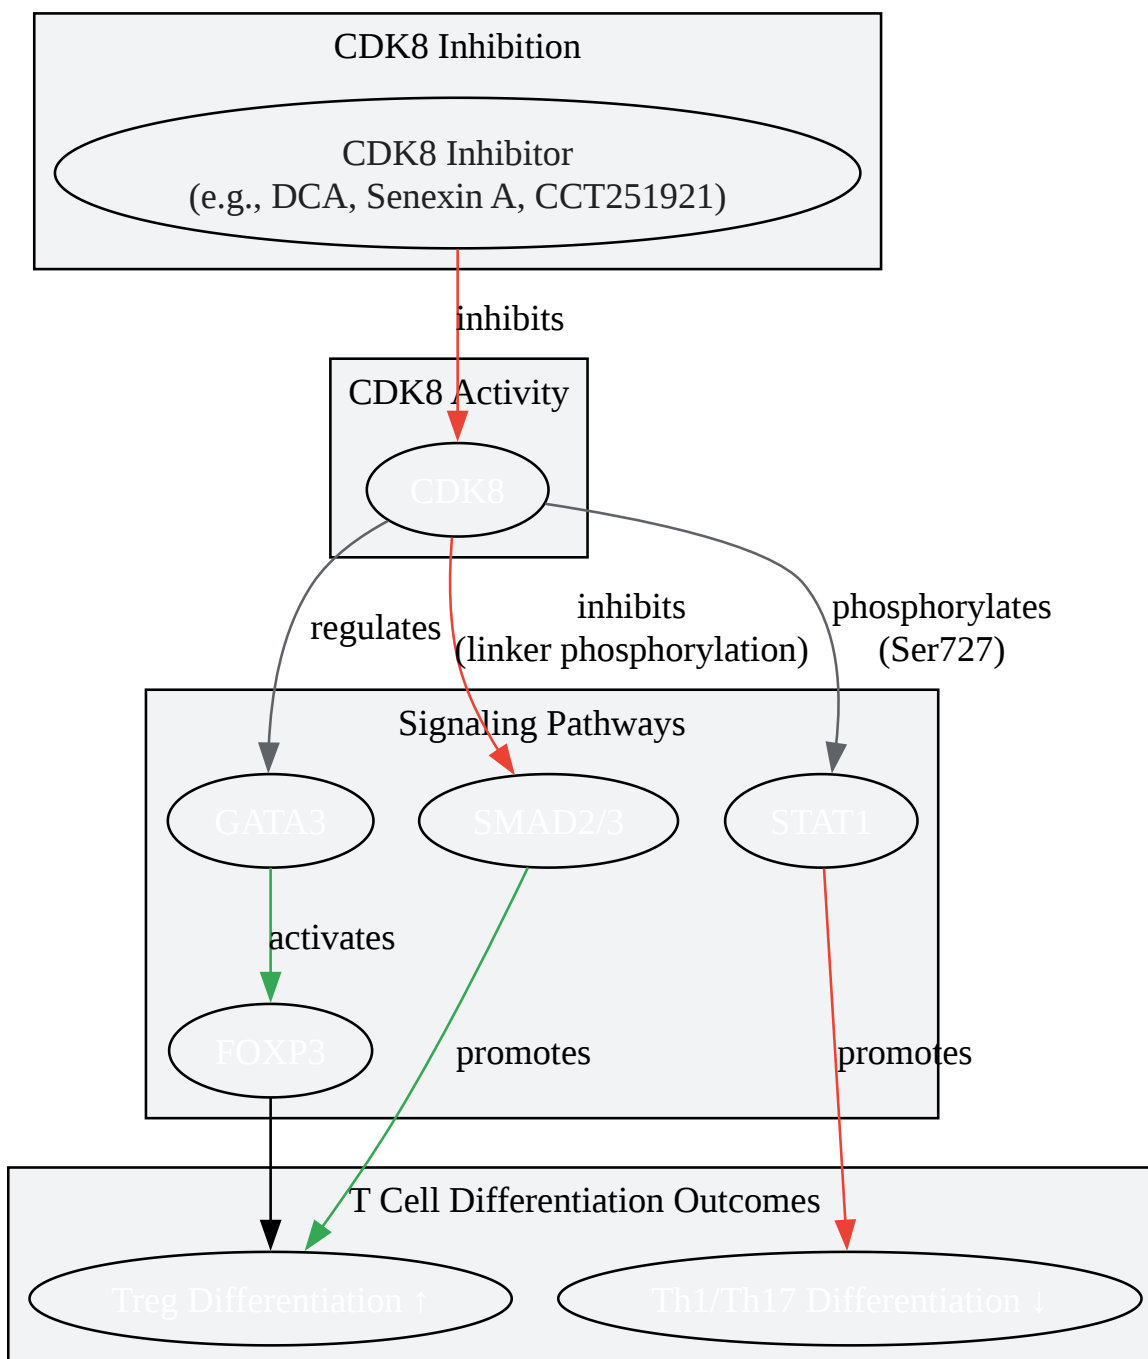 CDK8 Inhibition
CDK8 Inhibitor
(e.g., DCA, Senexin A, CCT251921)
inhibits
CDK8 Activity
CDK8
regulates
inhibits
(linker phosphorylation)
phosphorylates
(Ser727)
Signaling Pathways
GATA3
SMAD2/3
STAT1
activates
FOXP3
promotes
promotes
T Cell Differentiation Outcomes
Treg Differentiation ↑
Th1/Th17 Differentiation ↓